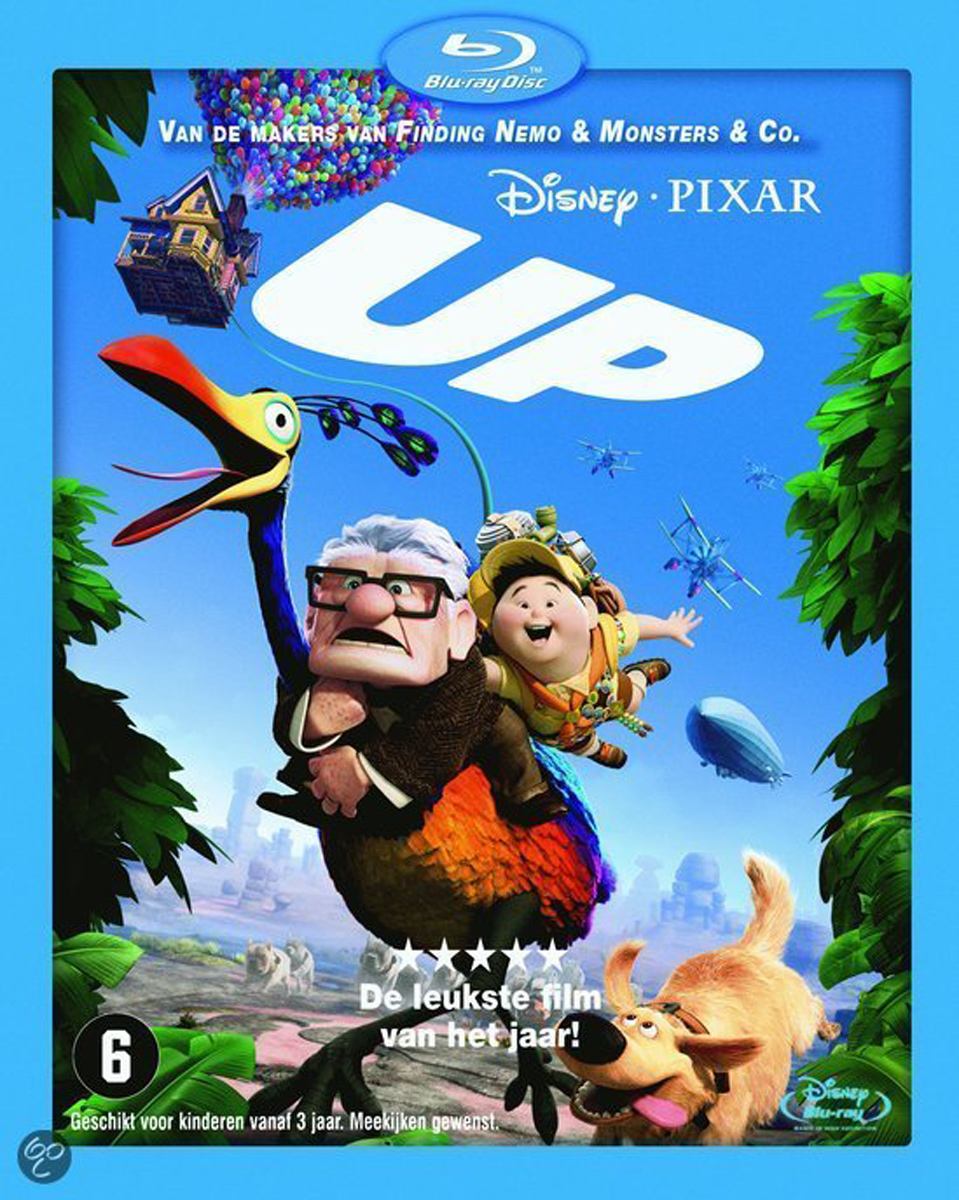 Blu-ray Disc™
VAN DE MAKERS VAN FINDING NEMO & MONSTERS & CO.
DISNEY · PIXAR
UP
De leukste film
van het jaar!
6
Geschikt voor kinderen vanaf 3 jaar. Meekijken gewenst.
Disney
Blu-ray